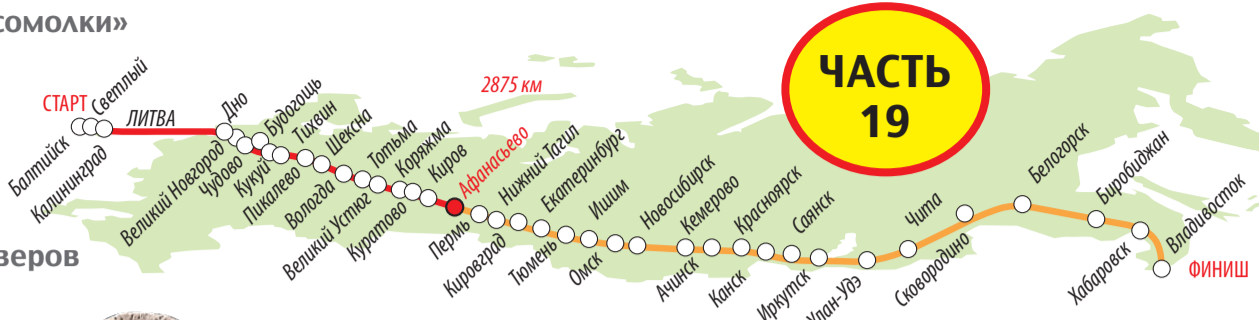 сомолки»
ЧАСТЬ
19
2875 км
СТАРТ
Светлый
ЛИТВА
Балтийск
Калининград
Дно
Великий Новгород
Чудово
Будогощь
Кукуй
Тихвин
Пикалево
Шексна
Вологда
Тотьма
Великий Устюг
Коряжма
Куратово
Киров
Афанасьево
Пермь
Нижний Тагил
Кировград
Екатеринбург
Тюмень
Ишим
Омск
Новосибирск
Ачинск
Кемерово
Канск
Красноярск
Иркутск
Саянск
Улан-Удэ
Чита
Сковородино
Белогорск
Биробиджан
Хабаровск
Владивосток
ФИНИШ
зеров